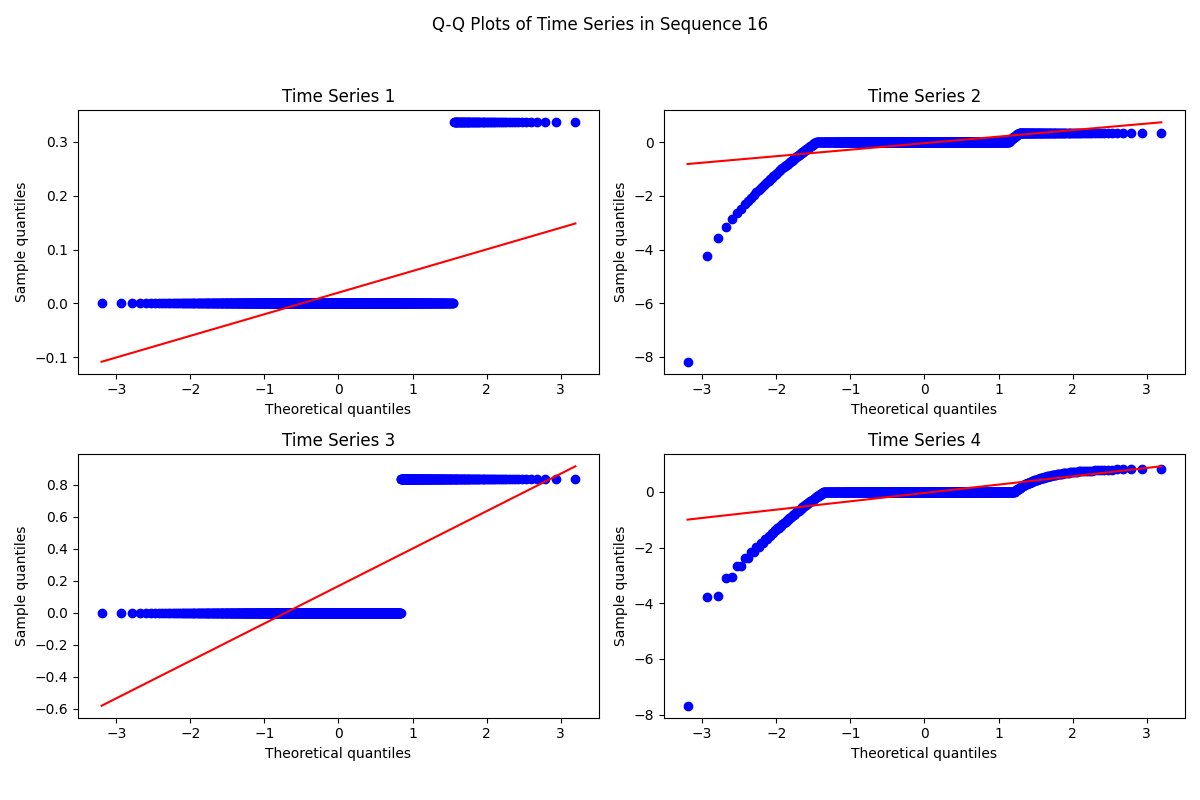 Q-Q Plots of Time Series in Sequence 16
Time Series 1
0.3
0.2
0.1
0.0
−0.1
Sample quantiles
−3 −2 −1 0 1 2 3
Theoretical quantiles
Time Series 2
0
−2
−4
−6
−8
Sample quantiles
−3 −2 −1 0 1 2 3
Theoretical quantiles
Time Series 3
0.8
0.6
0.4
0.2
0.0
−0.2
−0.4
−0.6
Sample quantiles
−3 −2 −1 0 1 2 3
Theoretical quantiles
Time Series 4
0
−2
−4
−6
−8
Sample quantiles
−3 −2 −1 0 1 2 3
Theoretical quantiles